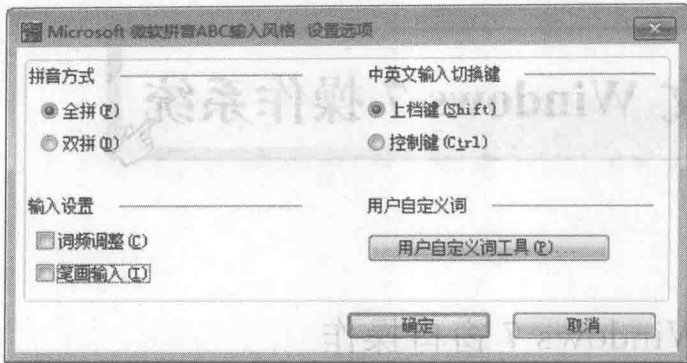 Microsoft 微软拼音ABC输入风格 设置选项
拼音方式
全拼(F)
双拼(D)
中英文输入切换键
上档键(Shift)
控制键(Ctrl)
输入设置
词频调整(C)
笔画输入(I)
用户自定义词
用户自定义词工具(P)...
确定
取消